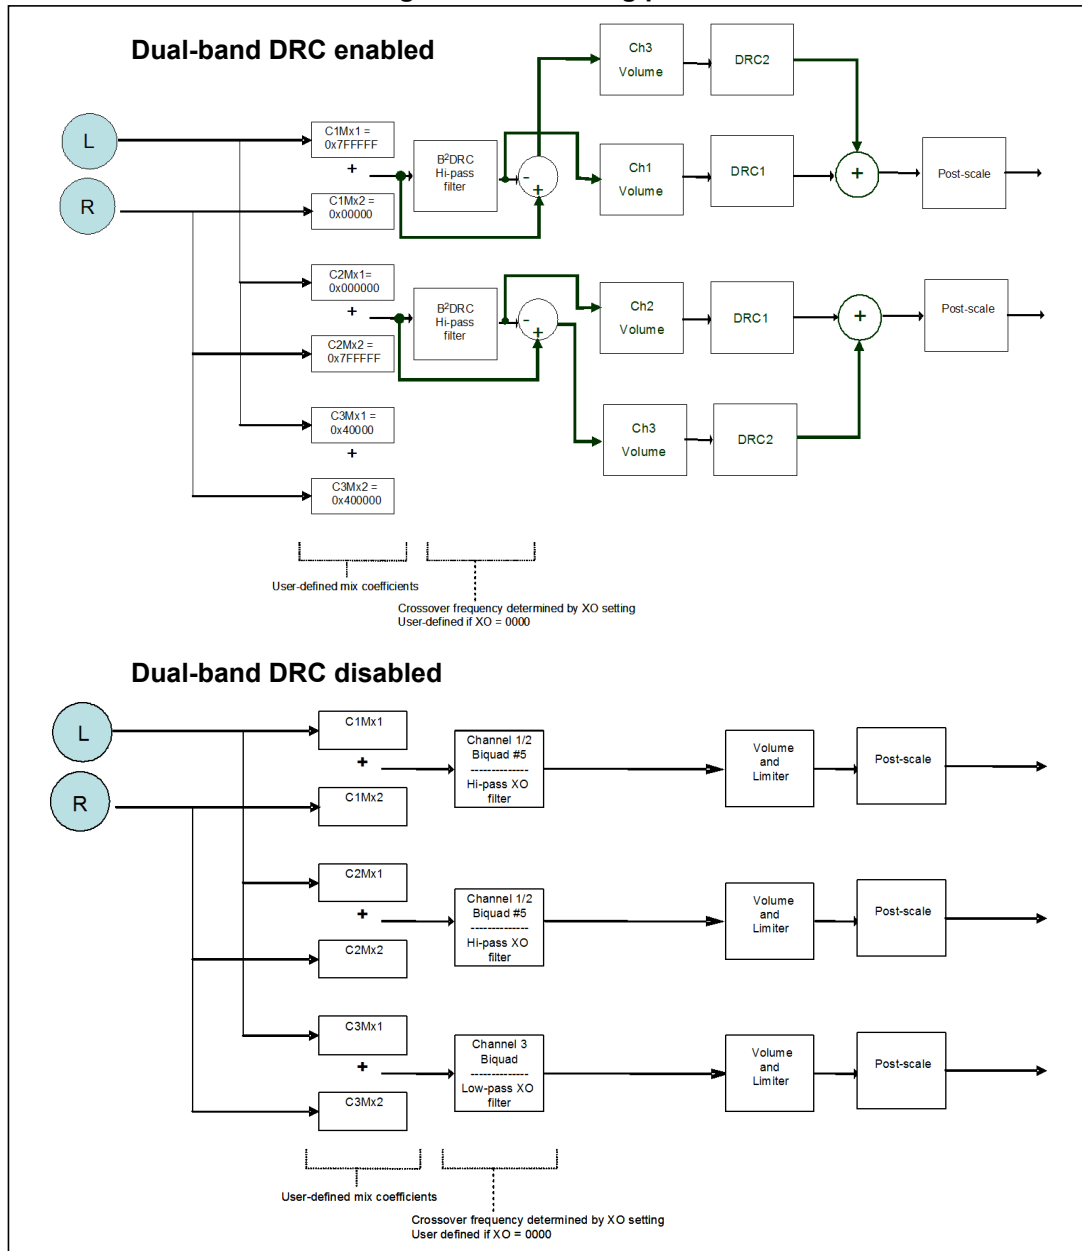 Dual-band DRC enabled
L
R
C1Mx1 =
0x7FFFFF
+
C1Mx2 =
0x00000
B²DRC
Hi-pass
filter
-
+
Ch3
Volume
DRC2
Ch1
Volume
DRC1
+
Post-scale
C2Mx1=
0x000000
+
C2Mx2 =
0x7FFFFF
B²DRC
Hi-pass
filter
-
+
Ch2
Volume
DRC1
+
Post-scale
Ch3
Volume
DRC2
C3Mx1 =
0x40000
+
C3Mx2 =
0x400000
User-defined mix coefficients
Crossover frequency determined by XO setting
User-defined if XO = 0000
Dual-band DRC disabled
L
R
C1Mx1
+
C1Mx2
Channel 1/2
Biquad #5
--------------
Hi-pass XO
filter
Volume
and
Limiter
Post-scale
C2Mx1
+
C2Mx2
Channel 1/2
Biquad #5
--------------
Hi-pass XO
filter
Volume
and
Limiter
Post-scale
C3Mx1
+
C3Mx2
Channel 3
Biquad
--------------
Low-pass XO
filter
Volume
and
Limiter
Post-scale
User-defined mix coefficients
Crossover frequency determined by XO setting
User defined if XO = 0000